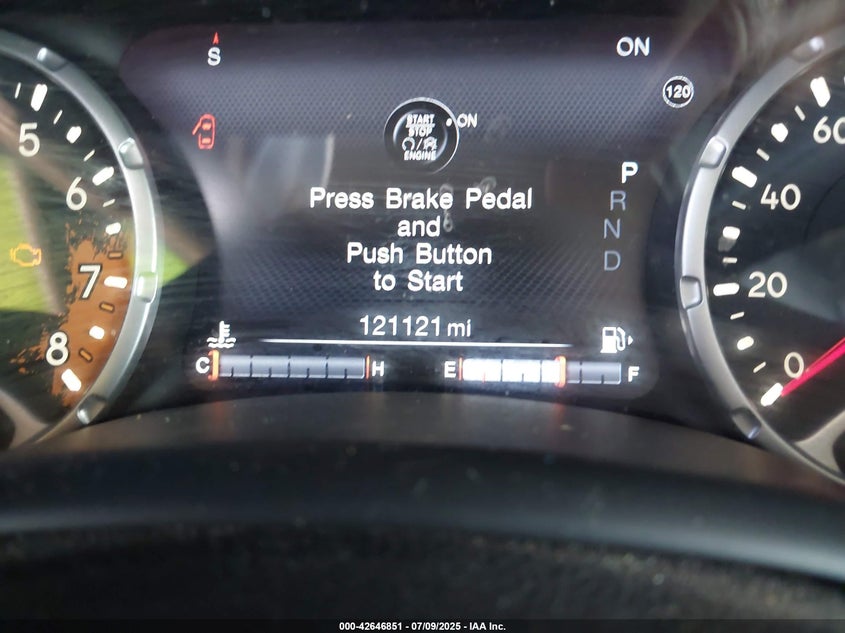 S
ON
120
START
STOP
ENGINE
ON
Press Brake Pedal
and
Push Button
to Start
P
R
N
D
121121 mi
C
H
E
F
5
6
7
8
60
40
20
0
000-42646851 / 07/09/2025 - IAA Inc.